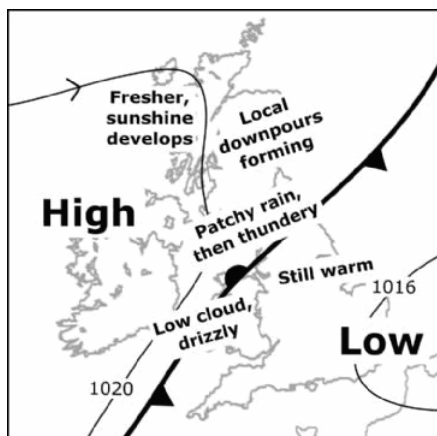 Fresher,
sunshine
develops
Local
downpours
forming
High
Patchy rain,
then thundery
Still warm
1016
Low cloud,
drizzly
Low
1020